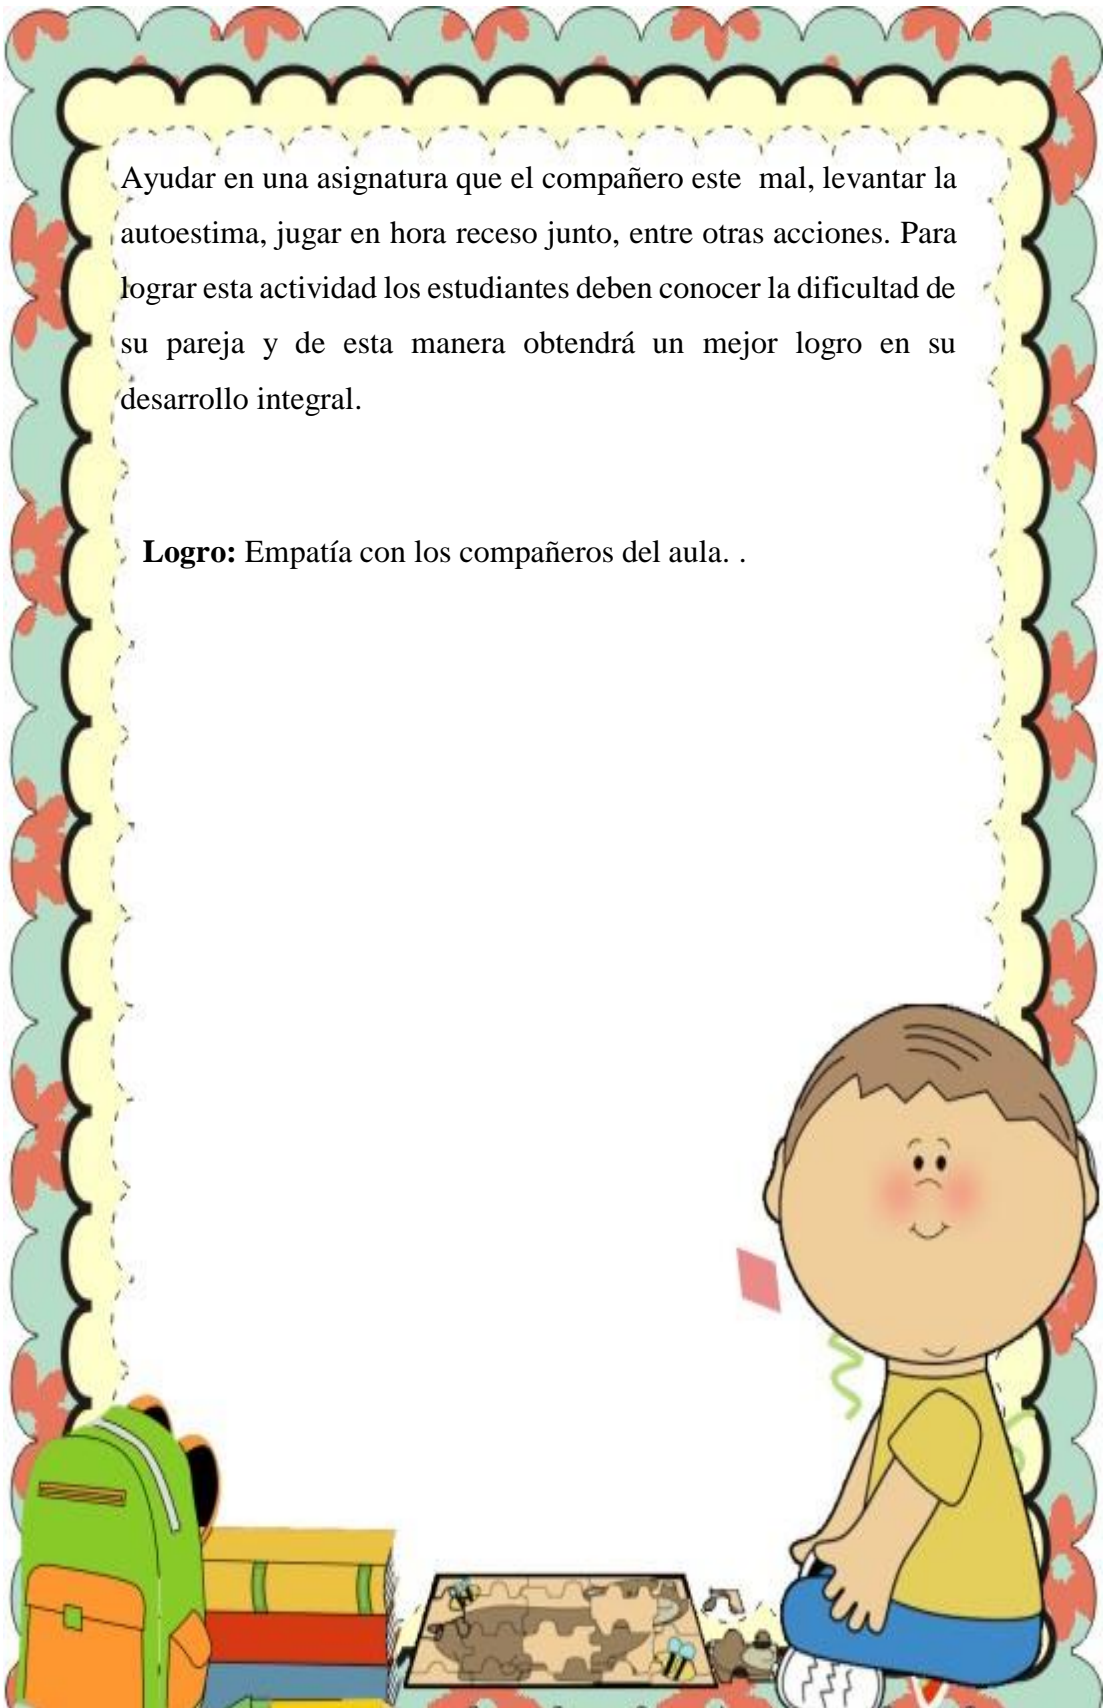 Ayudar en una asignatura que el compañero este  mal, levantar la
autoestima, jugar en hora receso junto, entre otras acciones. Para
lograr esta actividad los estudiantes deben conocer la dificultad de
su pareja y de esta manera obtendrá un mejor logro en su
desarrollo integral.
Logro: Empatía con los compañeros del aula. .